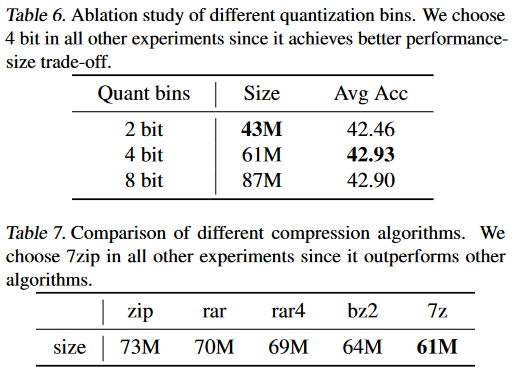 Table 6. Ablation study of different quantization bins. We choose
4 bit in all other experiments since it achieves better performance-
size trade-off.
Quant bins Size Avg Acc
2 bit 43M 42.46
4 bit 61M 42.93
8 bit 87M 42.90
Table 7. Comparison of different compression algorithms. We
choose 7zip in all other experiments since it outperforms other
algorithms.
zip rar rar4 bz2 7z
size 73M 70M 69M 64M 61M